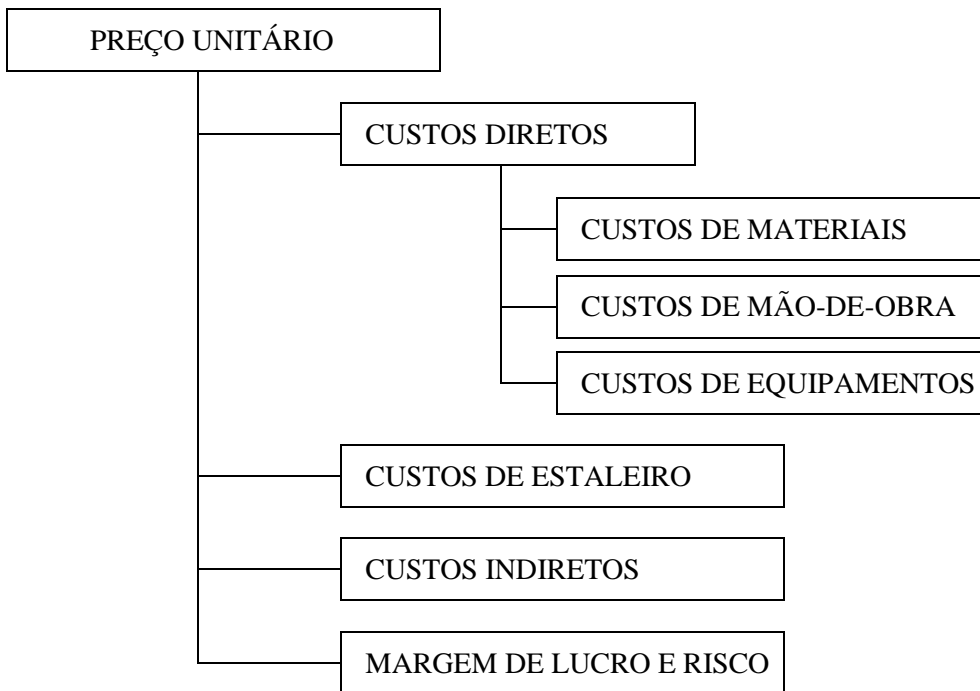 PREÇO UNITÁRIO
CUSTOS DIRETOS
CUSTOS DE MATERIAIS
CUSTOS DE MÃO-DE-OBRA
CUSTOS DE EQUIPAMENTOS
CUSTOS DE ESTALEIRO
CUSTOS INDIRETOS
MARGEM DE LUCRO E RISCO